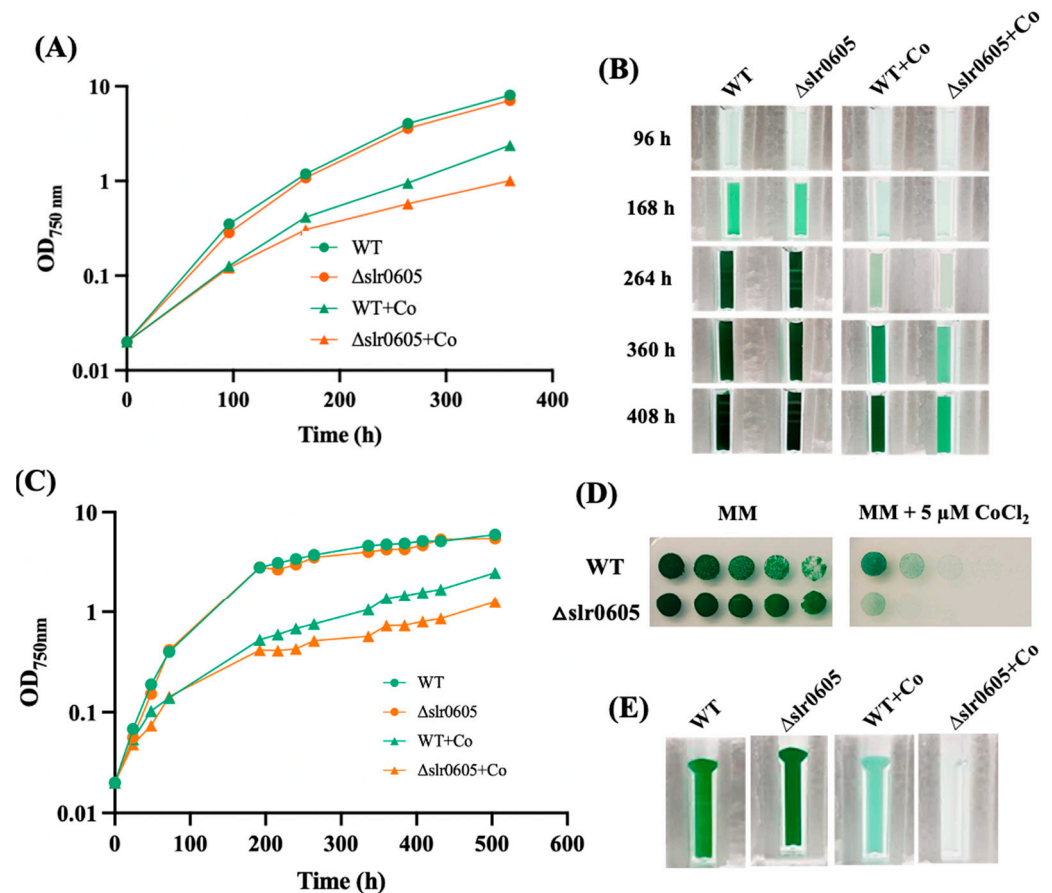 (A)
10
1
0.1
0.01
OD750 nm
0
100
200
300
400
Time (h)
WT
Δslr0605
WT+Co
Δslr0605+Co
(B)
WT
Δslr0605
WT+Co
Δslr0605+Co
96 h
168 h
264 h
360 h
408 h
(C)
10
1
0.1
0.01
OD750nm
0
100
200
300
400
500
600
Time (h)
WT
Δslr0605
WT+Co
Δslr0605+Co
(D)
MM
MM + 5 µM CoCl2
WT
Δslr0605
(E)
WT
Δslr0605
WT+Co
Δslr0605+Co